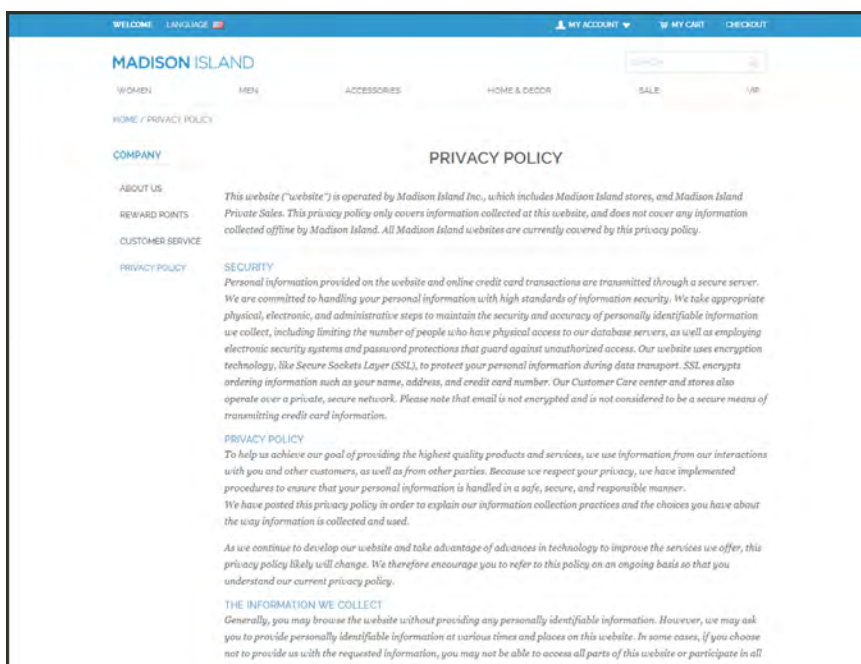 WELCOME LANGUAGE MY ACCOUNT MY CART CHECKOUT
MADISON ISLAND
SEARCH
WOMEN MEN ACCESSORIES HOME & DECOR SALE VIP
HOME / PRIVACY POLICY
COMPANY
ABOUT US
REWARD POINTS
CUSTOMER SERVICE
PRIVACY POLICY
PRIVACY POLICY
This website ("website") is operated by Madison Island Inc., which includes Madison Island stores, and Madison Island
Private Sales. This privacy policy only covers information collected at this website, and does not cover any information
collected offline by Madison Island. All Madison Island websites are currently covered by this privacy policy.
SECURITY
Personal information provided on the website and online credit card transactions are transmitted through a secure server.
We are committed to handling your personal information with high standards of information security. We take appropriate
physical, electronic, and administrative steps to maintain the security and accuracy of personally identifiable information
we collect, including limiting the number of people who have physical access to our database servers, as well as employing
electronic security systems and password protections that guard against unauthorized access. Our website uses encryption
technology, like Secure Sockets Layer (SSL), to protect your personal information during data transport. SSL encrypts
ordering information such as your name, address, and credit card number. Our Customer Care center and stores also
operate over a private, secure network. Please note that email is not encrypted and is not considered to be a secure means of
transmitting credit card information.
PRIVACY POLICY
To help us achieve our goal of providing the highest quality products and services, we use information from our interactions
with you and other customers, as well as from other parties. Because we respect your privacy, we have implemented
procedures to ensure that your personal information is handled in a safe, secure, and responsible manner.
We have posted this privacy policy in order to explain our information collection practices and the choices you have about
the way information is collected and used.
As we continue to develop our website and take advantage of advances in technology to improve the services we offer, this
privacy policy likely will change. We therefore encourage you to refer to this policy on an ongoing basis so that you
understand our current privacy policy.
THE INFORMATION WE COLLECT
Generally, you may browse the website without providing any personally identifiable information. However, we may ask
you to provide personally identifiable information at various times and places on this website. In some cases, if you choose
not to provide us with the requested information, you may not be able to access all parts of this website or participate in all